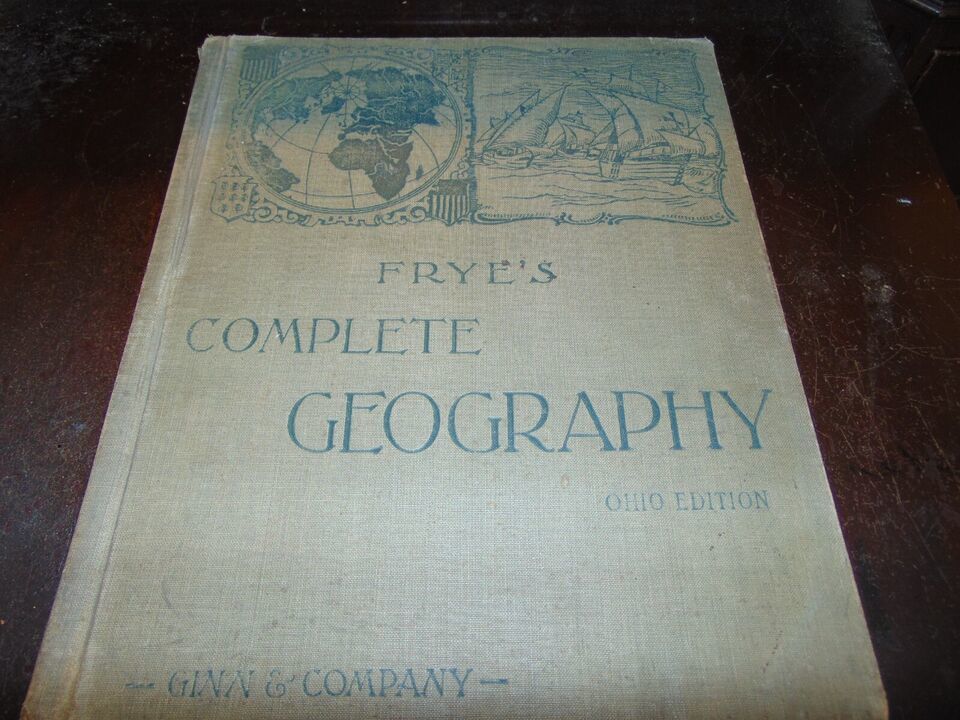 FRYE'S
COMPLETE
GEOGRAPHY
OHIO EDITION
— GINN & COMPANY —